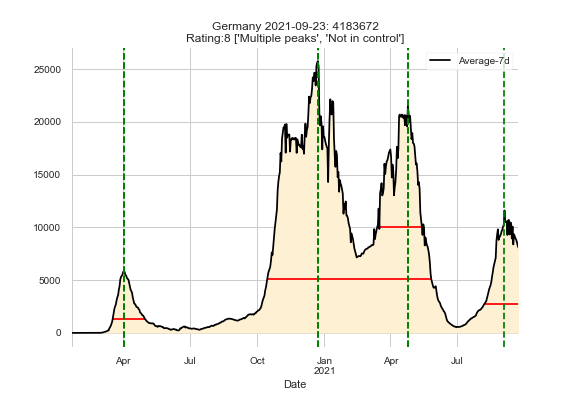 Germany 2021-09-23: 4183672
Rating:8 ['Multiple peaks', 'Not in control']
Average-7d
25000
20000
15000
10000
5000
0
Apr
Jul
Oct
Jan
2021
Apr
Jul
Date